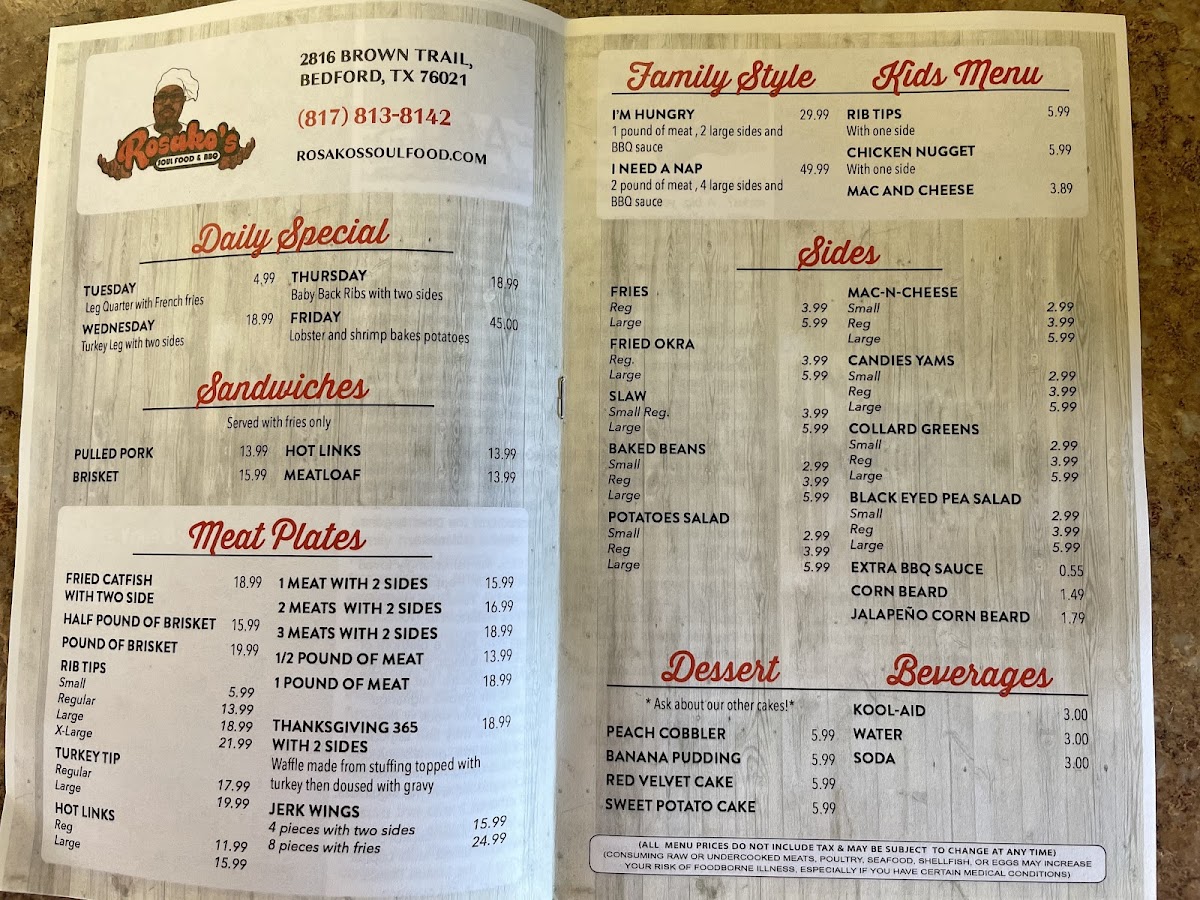 Rosako's
SOUL FOOD & BBQ
2816 BROWN TRAIL,
BEDFORD, TX 76021
(817) 813-8142
ROSAKOSSOULFOOD.COM
Daily Special
TUESDAY 4,99
Leg Quarter with French fries
WEDNESDAY 18.99
Turkey Leg with two sides
THURSDAY 18.99
Baby Back Ribs with two sides
FRIDAY 45.00
Lobster and shrimp bakes potatoes
Sandwiches
Served with fries only
PULLED PORK 13.99
BRISKET 15.99
HOT LINKS 13.99
MEATLOAF 13.99
Meat Plates
FRIED CATFISH 18.99
WITH TWO SIDE
HALF POUND OF BRISKET 15.99
POUND OF BRISKET 19.99
RIB TIPS
Small 5.99
Regular 13.99
Large 18.99
X-Large 21.99
TURKEY TIP
Regular 17.99
Large 19.99
HOT LINKS
Reg 11.99
Large 15.99
1 MEAT WITH 2 SIDES 15.99
2 MEATS WITH 2 SIDES 16.99
3 MEATS WITH 2 SIDES 18.99
1/2 POUND OF MEAT 13.99
1 POUND OF MEAT 18.99
THANKSGIVING 365 18.99
WITH 2 SIDES
Waffle made from stuffing topped with
turkey then doused with gravy
JERK WINGS
4 pieces with two sides 15.99
8 pieces with fries 24.99
Family Style
I'M HUNGRY 29.99
1 pound of meat , 2 large sides and
BBQ sauce
I NEED A NAP 49.99
2 pound of meat , 4 large sides and
BBQ sauce
Kids Menu
RIB TIPS 5.99
With one side
CHICKEN NUGGET 5.99
With one side
MAC AND CHEESE 3.89
Sides
FRIES
Reg 3.99
Large 5.99
FRIED OKRA
Reg. 3.99
Large 5.99
SLAW
Small Reg. 3.99
Large 5.99
BAKED BEANS
Small 2.99
Reg 3.99
Large 5.99
POTATOES SALAD
Small 2.99
Reg 3.99
Large 5.99
MAC-N-CHEESE
Small 2.99
Reg 3.99
Large 5.99
CANDIES YAMS
Small 2.99
Reg 3.99
Large 5.99
COLLARD GREENS
Small 2.99
Reg 3.99
Large 5.99
BLACK EYED PEA SALAD
Small 2.99
Reg 3.99
Large 5.99
EXTRA BBQ SAUCE 0.55
CORN BEARD 1.49
JALAPEÑO CORN BEARD 1.79
Dessert
* Ask about our other cakes!*
PEACH COBBLER 5.99
BANANA PUDDING 5.99
RED VELVET CAKE 5.99
SWEET POTATO CAKE 5.99
Beverages
KOOL-AID 3.00
WATER 3.00
SODA 3.00
(ALL MENU PRICES DO NOT INCLUDE TAX & MAY BE SUBJECT TO CHANGE AT ANY TIME)
(CONSUMING RAW OR UNDERCOOKED MEATS, POULTRY, SEAFOOD, SHELLFISH, OR EGGS MAY INCREASE
YOUR RISK OF FOODBORNE ILLNESS, ESPECIALLY IF YOU HAVE CERTAIN MEDICAL CONDITIONS)